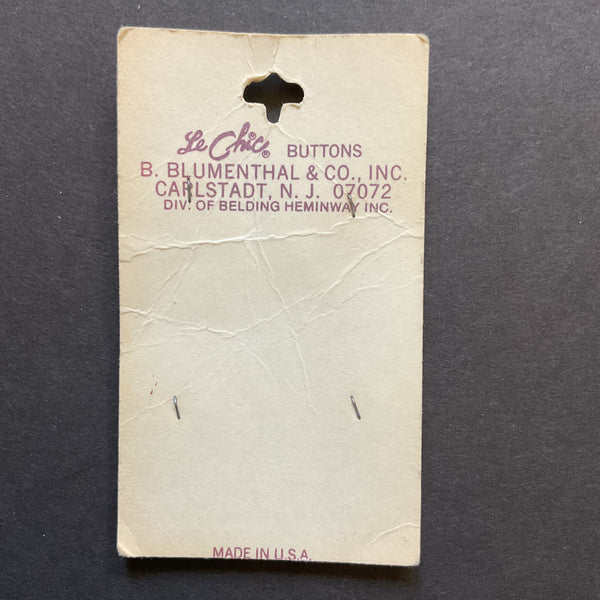 Le Chic® BUTTONS
B. BLUMENTHAL & CO., INC.
CARLSTADT, N. J. 07072
DIV. OF BELDING HEMINWAY INC.
MADE IN U.S.A.